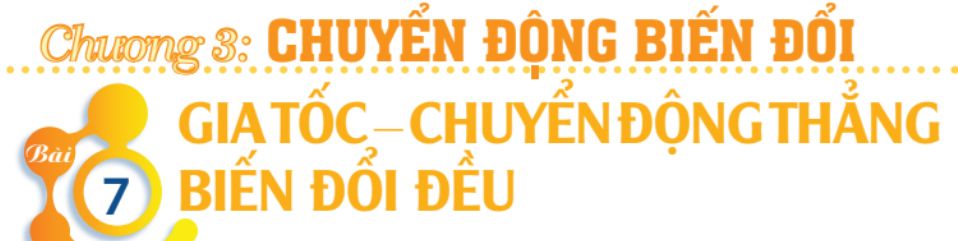 Chương 3: CHUYỂN ĐỘNG BIẾN ĐỔI
GIA TỐC – CHUYỂN ĐỘNG THẲNG
Bài
7
BIẾN ĐỔI ĐỀU